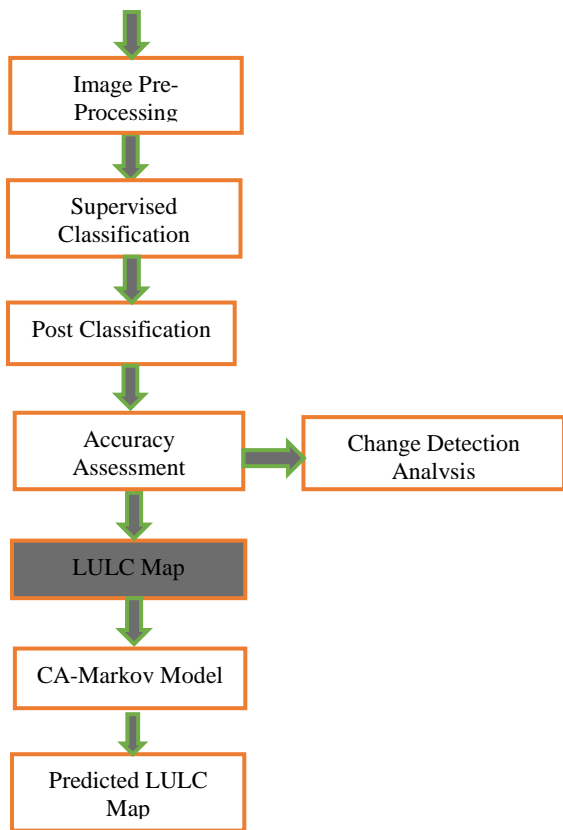 Image Pre-
Processing
Supervised
Classification
Post Classification
Accuracy
Assessment
Change Detection
Analysis
LULC Map
CA-Markov Model
Predicted LULC
Map